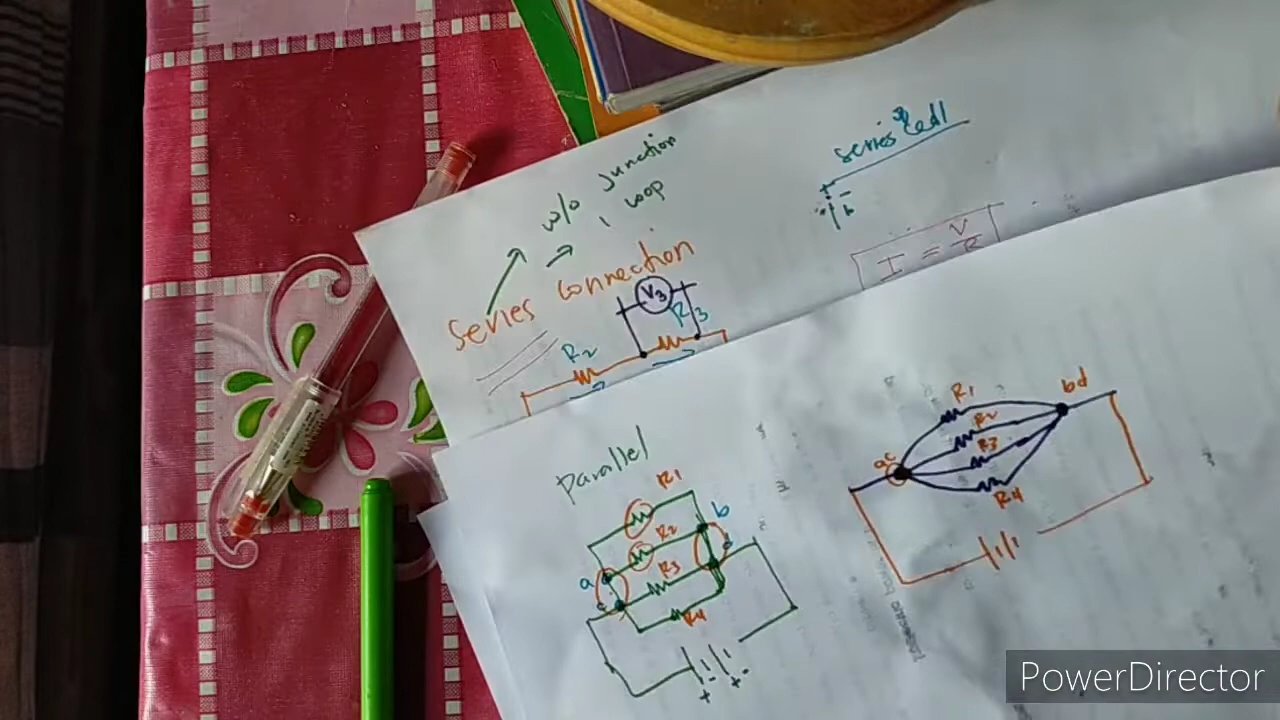 w/o Junction
1 loop
Series Connection
V3
R3
R2
series cell
+ -
I = V/R
Parallel
R1
R2
b
a
R3
R4
+ - + -
R1
bd
R2
R3
ac
R4
PowerDirector